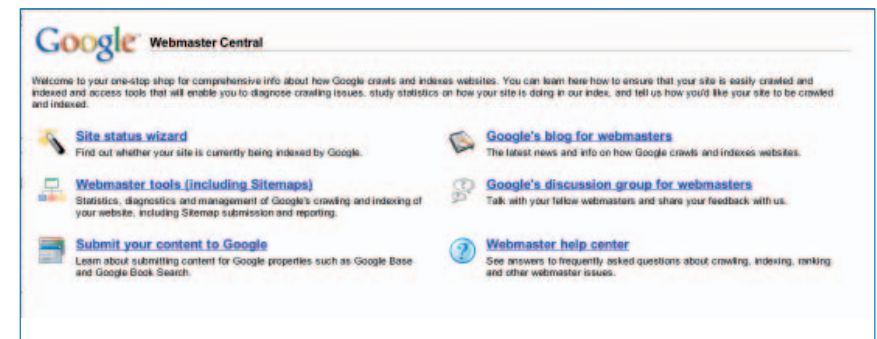 Google Webmaster Central
Welcome to your one-stop shop for comprehensive info about how Google crawls and indexes websites. You can learn here how to ensure that your site is easily crawled and
indexed and access tools that will enable you to diagnose crawling issues, study statistics on how your site is doing in our index, and tell us how you'd like your site to be crawled
and indexed.
Site status wizard
Find out whether your site is currently being indexed by Google.
Webmaster tools (including Sitemaps)
Statistics, diagnostics and management of Google's crawling and indexing of
your website, including Sitemap submission and reporting.
Submit your content to Google
Learn about submitting content for Google properties such as Google Base
and Google Book Search.
Google's blog for webmasters
The latest news and info on how Google crawls and indexes websites.
Google's discussion group for webmasters
Talk with your fellow webmasters and share your feedback with us.
Webmaster help center
See answers to frequently asked questions about crawling, indexing, ranking
and other webmaster issues.